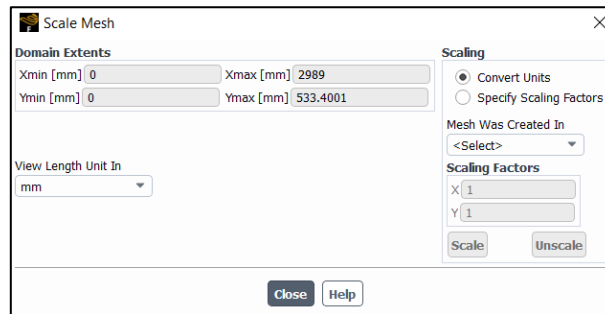 Scale Mesh
Domain Extents
Xmin [mm] 0
Xmax [mm] 2989
Ymin [mm] 0
Ymax [mm] 533.4001
View Length Unit In
mm
Scaling
Convert Units
Specify Scaling Factors
Mesh Was Created In
<Select>
Scaling Factors
X 1
Y 1
Scale
Unscale
Close
Help